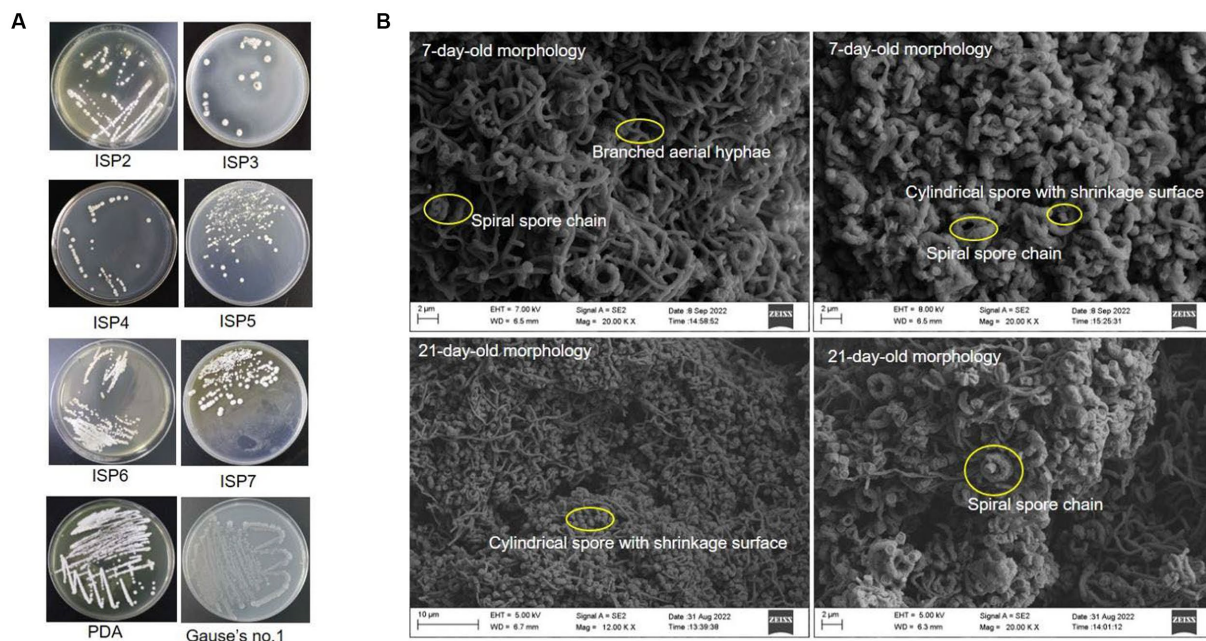 A
B
ISP2
ISP3
ISP4
ISP5
ISP6
ISP7
PDA
Gause's no.1
7-day-old morphology
Branched aerial hyphae
Spiral spore chain
2 µm
EHT = 7.00 kV
WD = 6.5 mm
Signal A = SE2
Mag = 20.00 K X
Date :8 Sep 2022
Time :14:58:52
ZEISS
7-day-old morphology
Cylindrical spore with shrinkage surface
Spiral spore chain
2 µm
EHT = 8.00 kV
WD = 6.5 mm
Signal A = SE2
Mag = 20.00 K X
Date :8 Sep 2022
Time :15:25:31
ZEISS
21-day-old morphology
Cylindrical spore with shrinkage surface
10 µm
EHT = 5.00 kV
WD = 6.7 mm
Signal A = SE2
Mag = 12.00 K X
Date :31 Aug 2022
Time :13:39:38
ZEISS
21-day-old morphology
Spiral spore chain
2 µm
EHT = 5.00 kV
WD = 6.3 mm
Signal A = SE2
Mag = 20.00 K X
Date :31 Aug 2022
Time :14:01:12
ZEISS